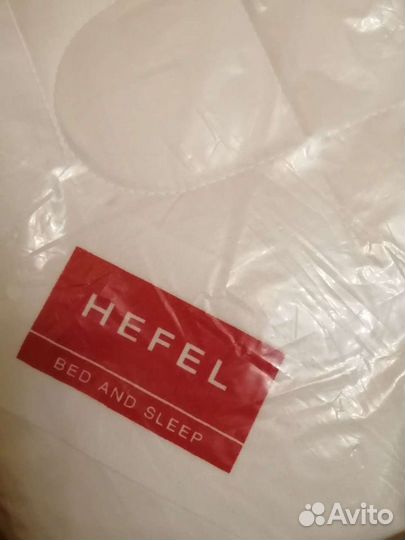 HEFEL
BED AND SLEEP
Avito